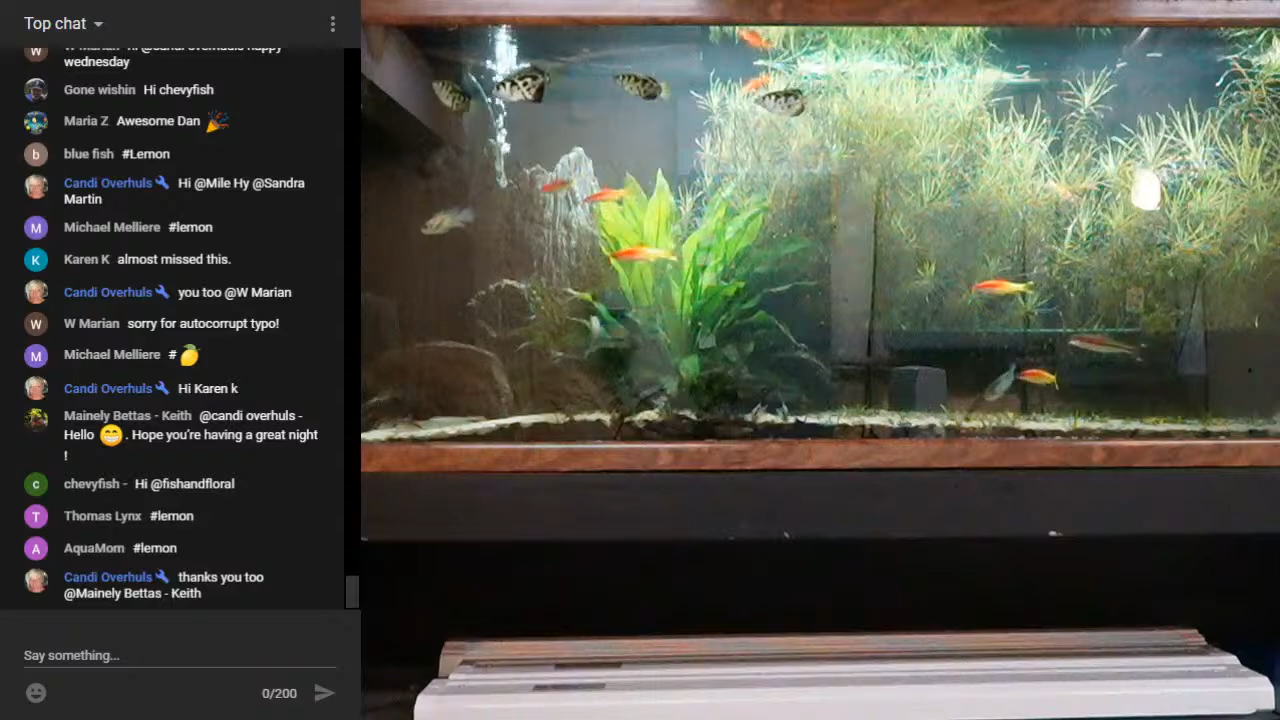 Top chat
W Marian
wednesday
Gone wishin Hi chevyfish
Maria Z Awesome Dan 🎉
b blue fish #Lemon
Candi Overhuls Hi @Mile Hy @Sandra
Martin
M Michael Melliere #lemon
K Karen K almost missed this.
Candi Overhuls you too @W Marian
W W Marian sorry for autocorrupt typo!
M Michael Melliere # 🍋
Candi Overhuls Hi Karen k
Mainely Bettas - Keith @candi overhuls -
Hello 😁. Hope you're having a great night
!
c chevyfish - Hi @fishandfloral
T Thomas Lynx #lemon
A AquaMom #lemon
Candi Overhuls thanks you too
@Mainely Bettas - Keith
Say something...
0/200